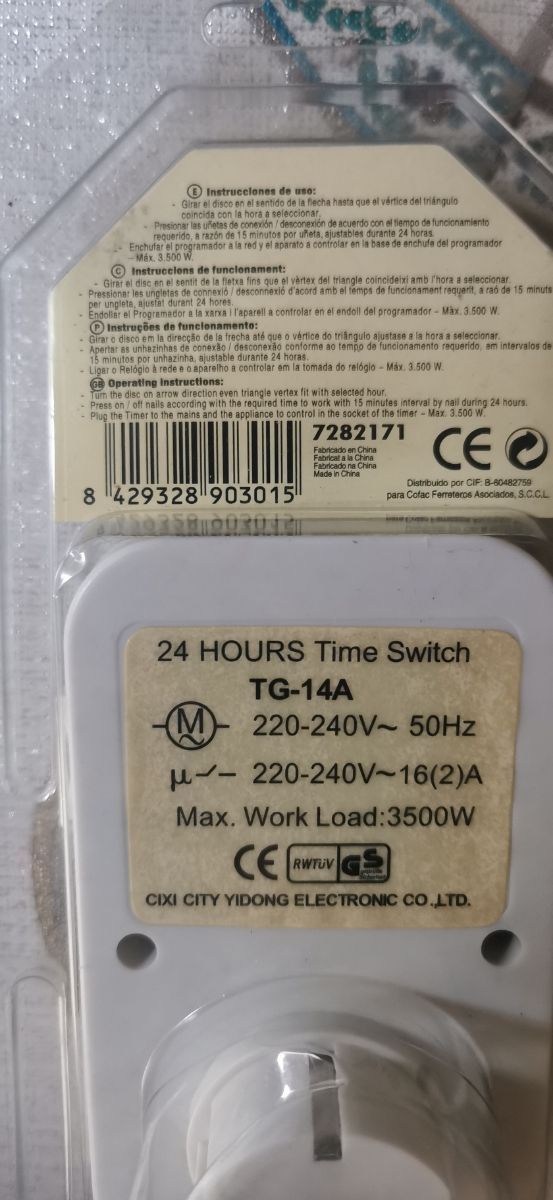 E Instrucciones de uso:
- Girar el disco en el sentido de la flecha hasta que el vértice del triángulo
coincida con la hora a seleccionar.
- Presionar las uñetas de conexión / desconexión de acuerdo con el tiempo de funcionamiento
requerido, a razón de 15 minutos por uñeta, ajustables durante 24 horas.
- Enchufar el programador a la red y el aparato a controlar en la base de enchufe del programador
- Máx. 3.500 W.
C Instruccions de funcionament:
- Girar el disc en el sentit de la fletxa fins que el vèrtex del triangle coincideixi amb l'hora a seleccionar.
- Pressionar les ungletes de connexió / desconnexió d'acord amb el temps de funcionament requerit, a raó de 15 minuts
per ungleta, ajustar durant 24 hores.
- Endollar el Programador a la xarxa i l'aparell a controlar en el endoll del programador - Màx. 3.500 W.
P Instruções de funcionamento:
- Girar o disco em da direcção de frecha até que o vértice do triângulo ajustase a la hora a seleccionar.
- Apertar as unhazinhas de conexão / desconexão conforme ao tempo de funcionamento requerido, em intervalos de
15 minutos por unhazinha, ajustable durante 24 horas.
- Ligar o Relógio à rede e o aparelho a controlar em la tomada do relógio - Máx. 3.500 W.
GB Operating Instructions:
- Turn the disc on arrow direction even triangle vertex fit with selected hour.
- Press on / off nails according with the required time to work with 15 minutes interval by nail during 24 hours.
- Plug the Timer to the mains and the appliance to control in the socket of the timer - Max. 3.500 W.
7282171
Fabricado en China
Fabricat a la China
Fabricado na China
Made in China
CE
8 429328 903015
Distribuido por CIF: B-60482759
para Cofac Ferreteros Asociados, S.C.C.L.
24 HOURS Time Switch
TG-14A
M 220-240V~ 50Hz
μ 220-240V~16(2)A
Max. Work Load:3500W
CE RWTÜV GS
CIXI CITY YIDONG ELECTRONIC CO.,LTD.